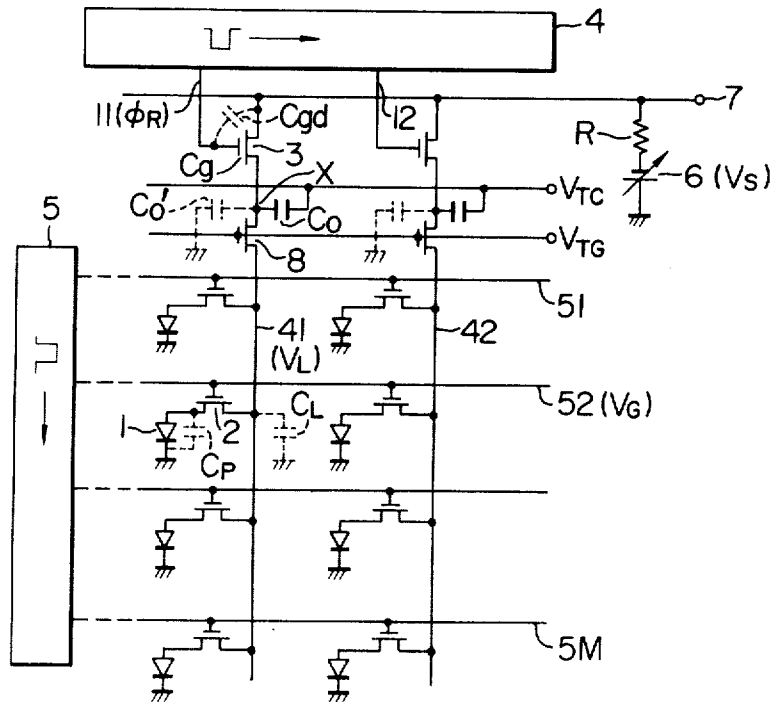 4
11(ϕR)
12
7
Cgd
Cg
3
R
X
6 (VS)
CO'
CO
VTC
5
8
VTG
51
41
(VL)
42
52 (VG)
1
2
CL
CP
5M